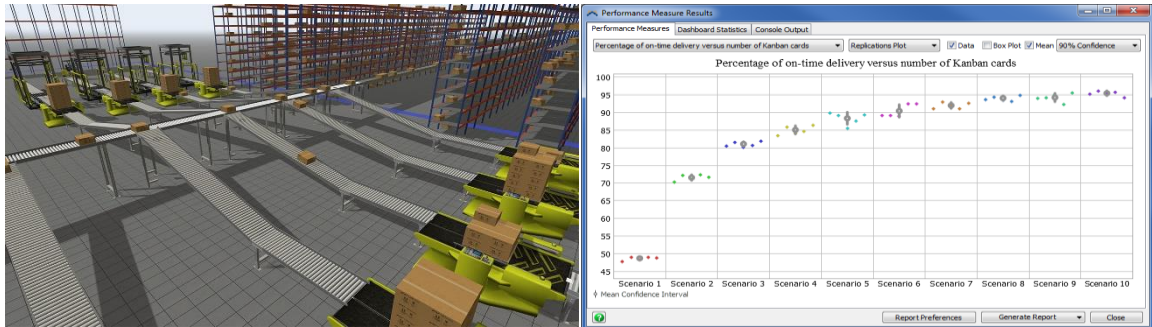 Performance Measure Results
Performance Measures Dashboard Statistics Console Output
Percentage of on-time delivery versus number of Kanban cards Replications Plot Data Box Plot Mean 90% Confidence
Percentage of on-time delivery versus number of Kanban cards
100
95
90
85
80
75
70
65
60
55
50
45
Scenario 1 Scenario 2 Scenario 3 Scenario 4 Scenario 5 Scenario 6 Scenario 7 Scenario 8 Scenario 9 Scenario 10
Mean Confidence Interval
Report Preferences Generate Report Close